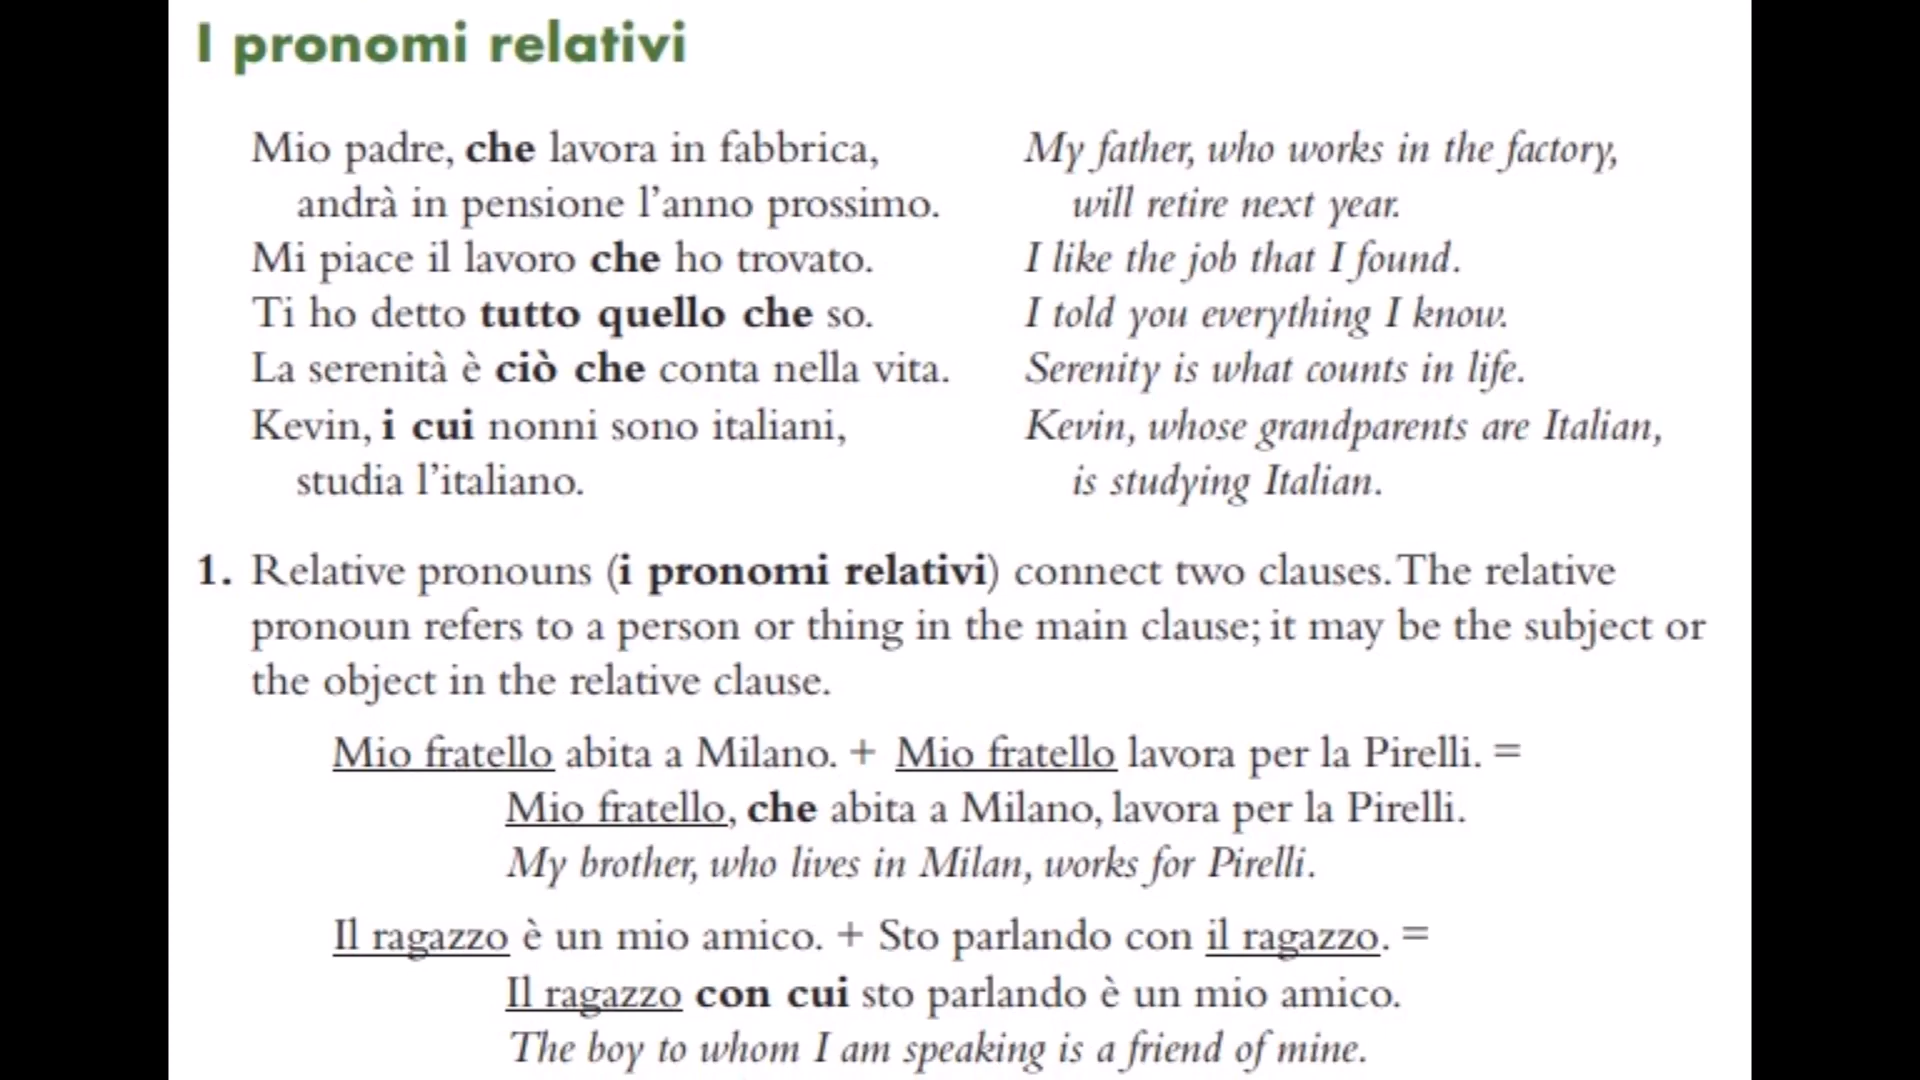 I pronomi relativi
Mio padre, che lavora in fabbrica,
andrà in pensione l’anno prossimo.
My father, who works in the factory,
will retire next year.
Mi piace il lavoro che ho trovato.
I like the job that I found.
Ti ho detto tutto quello che so.
I told you everything I know.
La serenità è ciò che conta nella vita.
Serenity is what counts in life.
Kevin, i cui nonni sono italiani,
studia l’italiano.
Kevin, whose grandparents are Italian,
is studying Italian.
1. Relative pronouns (i pronomi relativi) connect two clauses. The relative
pronoun refers to a person or thing in the main clause; it may be the subject or
the object in the relative clause.
Mio fratello abita a Milano. + Mio fratello lavora per la Pirelli. =
Mio fratello, che abita a Milano, lavora per la Pirelli.
My brother, who lives in Milan, works for Pirelli.
Il ragazzo è un mio amico. + Sto parlando con il ragazzo. =
Il ragazzo con cui sto parlando è un mio amico.
The boy to whom I am speaking is a friend of mine.